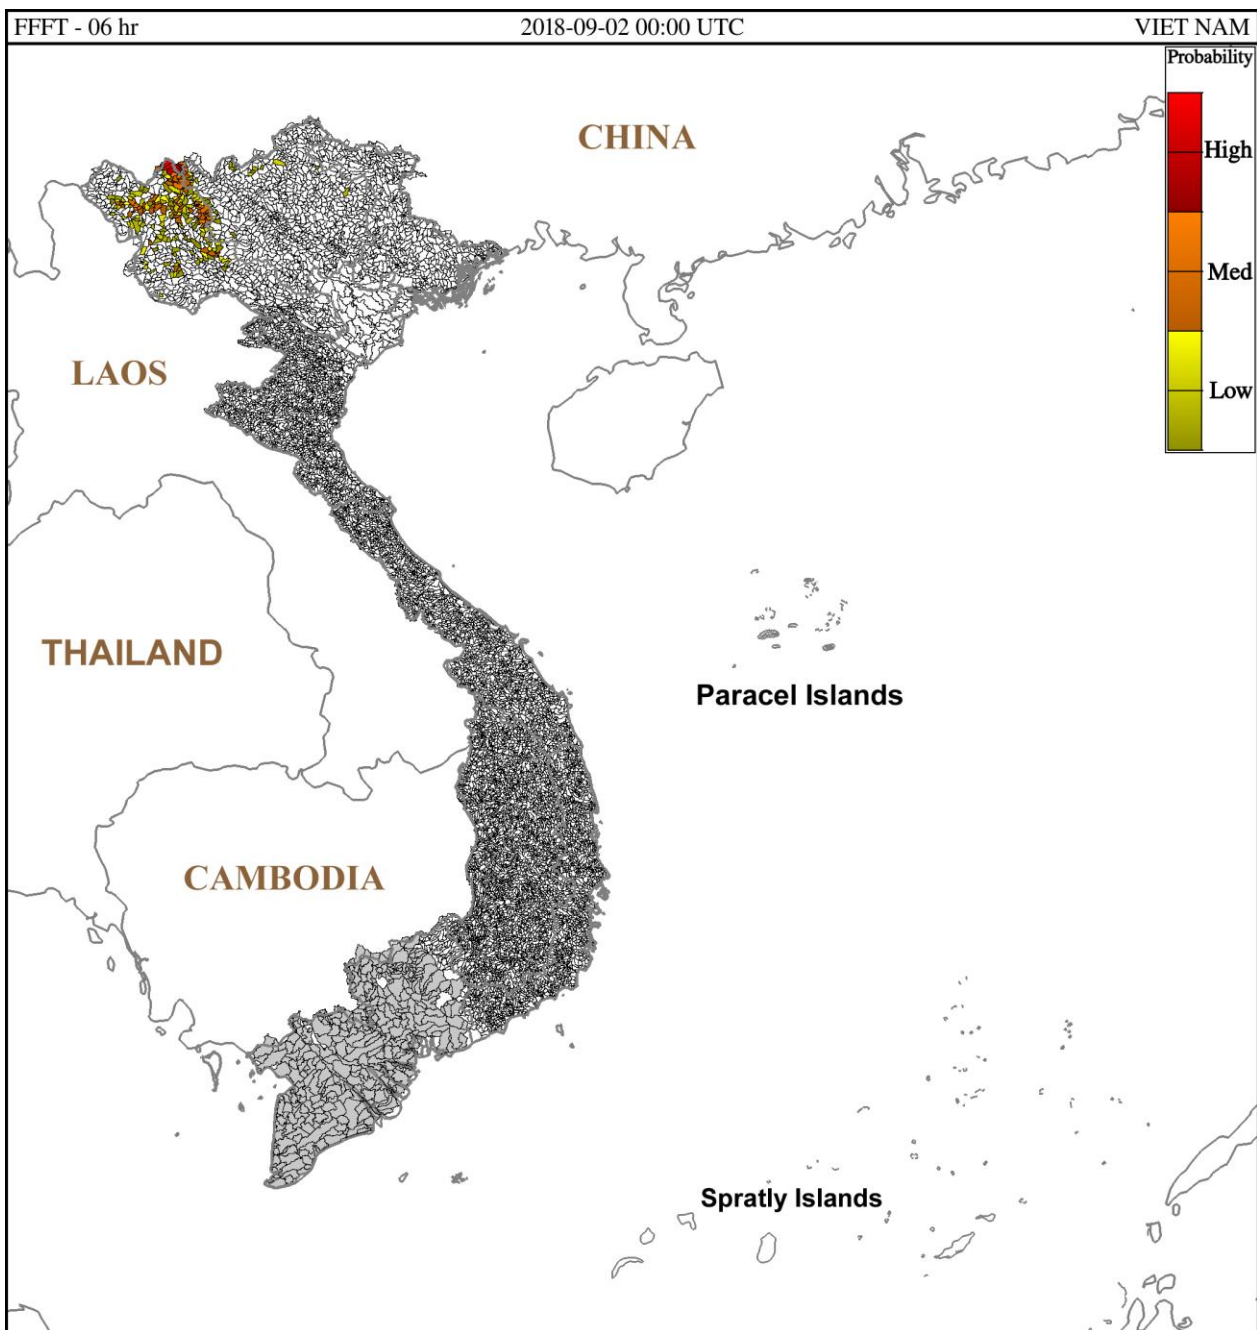 FFFT - 06 hr
2018-09-02 00:00 UTC
VIET NAM
Probability
CHINA
High
Med
LAOS
Low
THAILAND
Paracel Islands
CAMBODIA
Spratly Islands